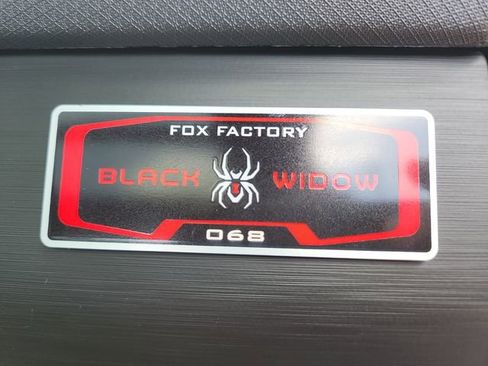 FOX FACTORY
BLACK WIDOW
068